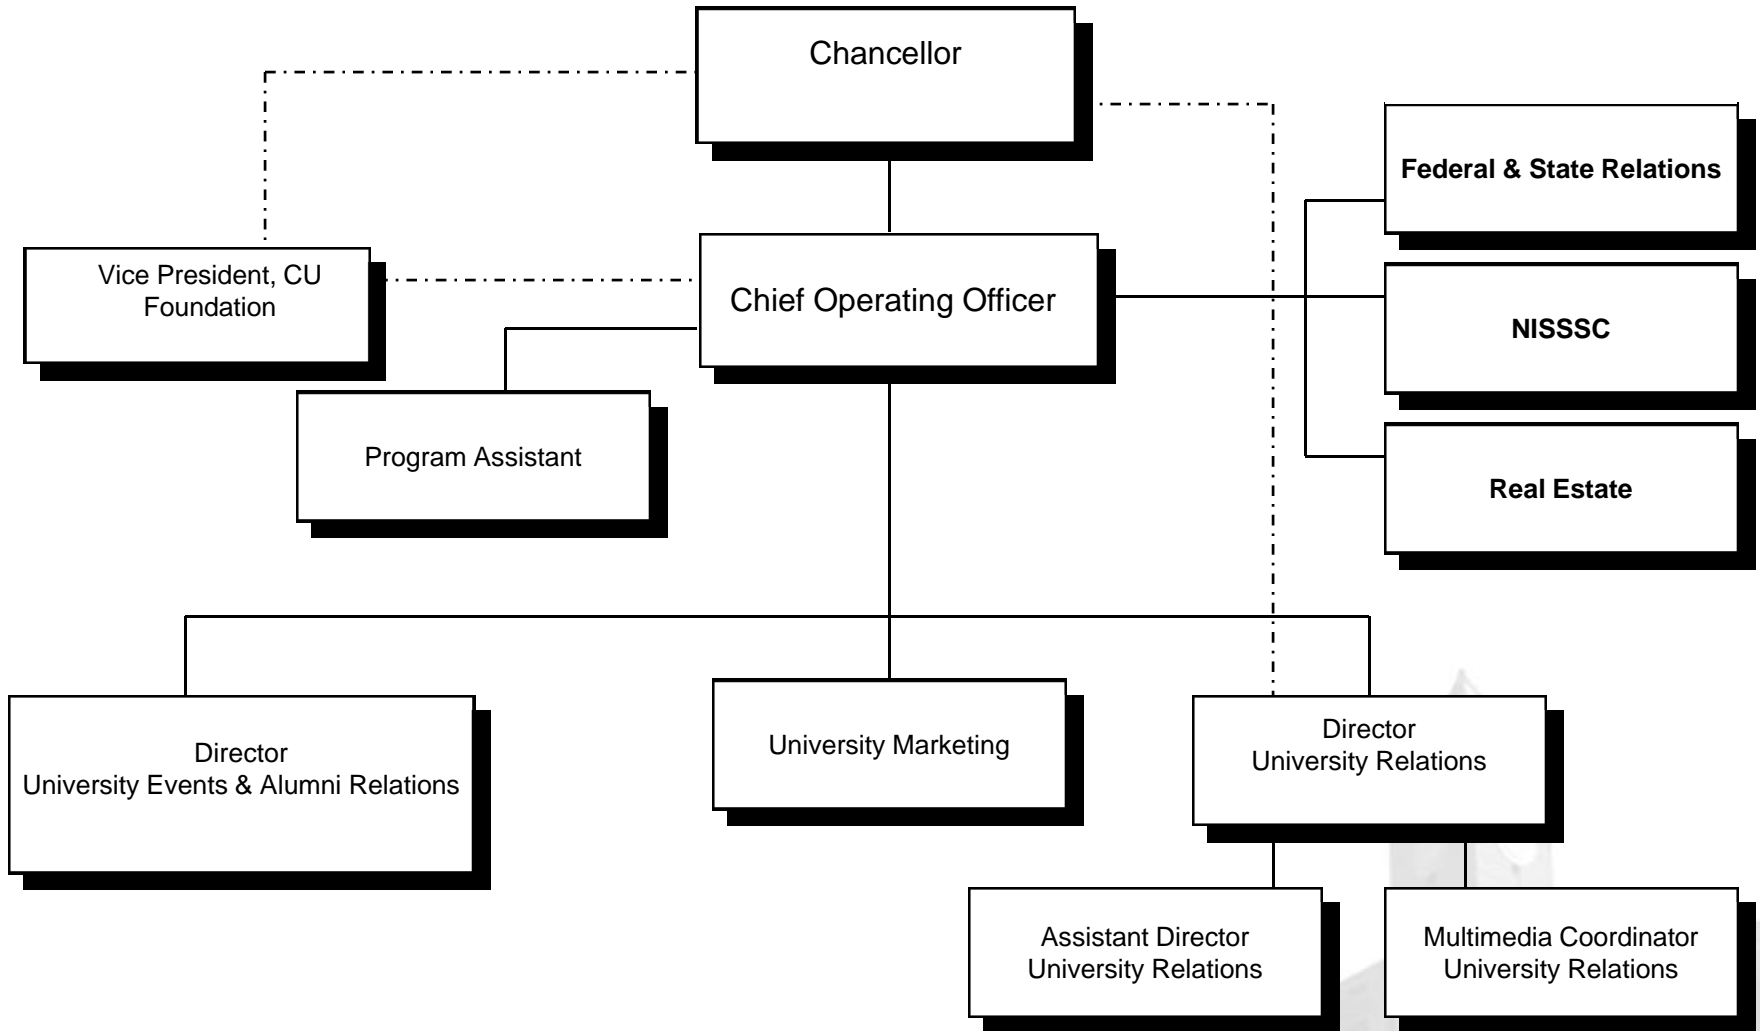 Chancellor
Federal & State Relations
Vice President, CU
Foundation
Chief Operating Officer
NISSSC
Program Assistant
Real Estate
Director
University Events & Alumni Relations
University Marketing
Director
University Relations
Assistant Director
University Relations
Multimedia Coordinator
University Relations